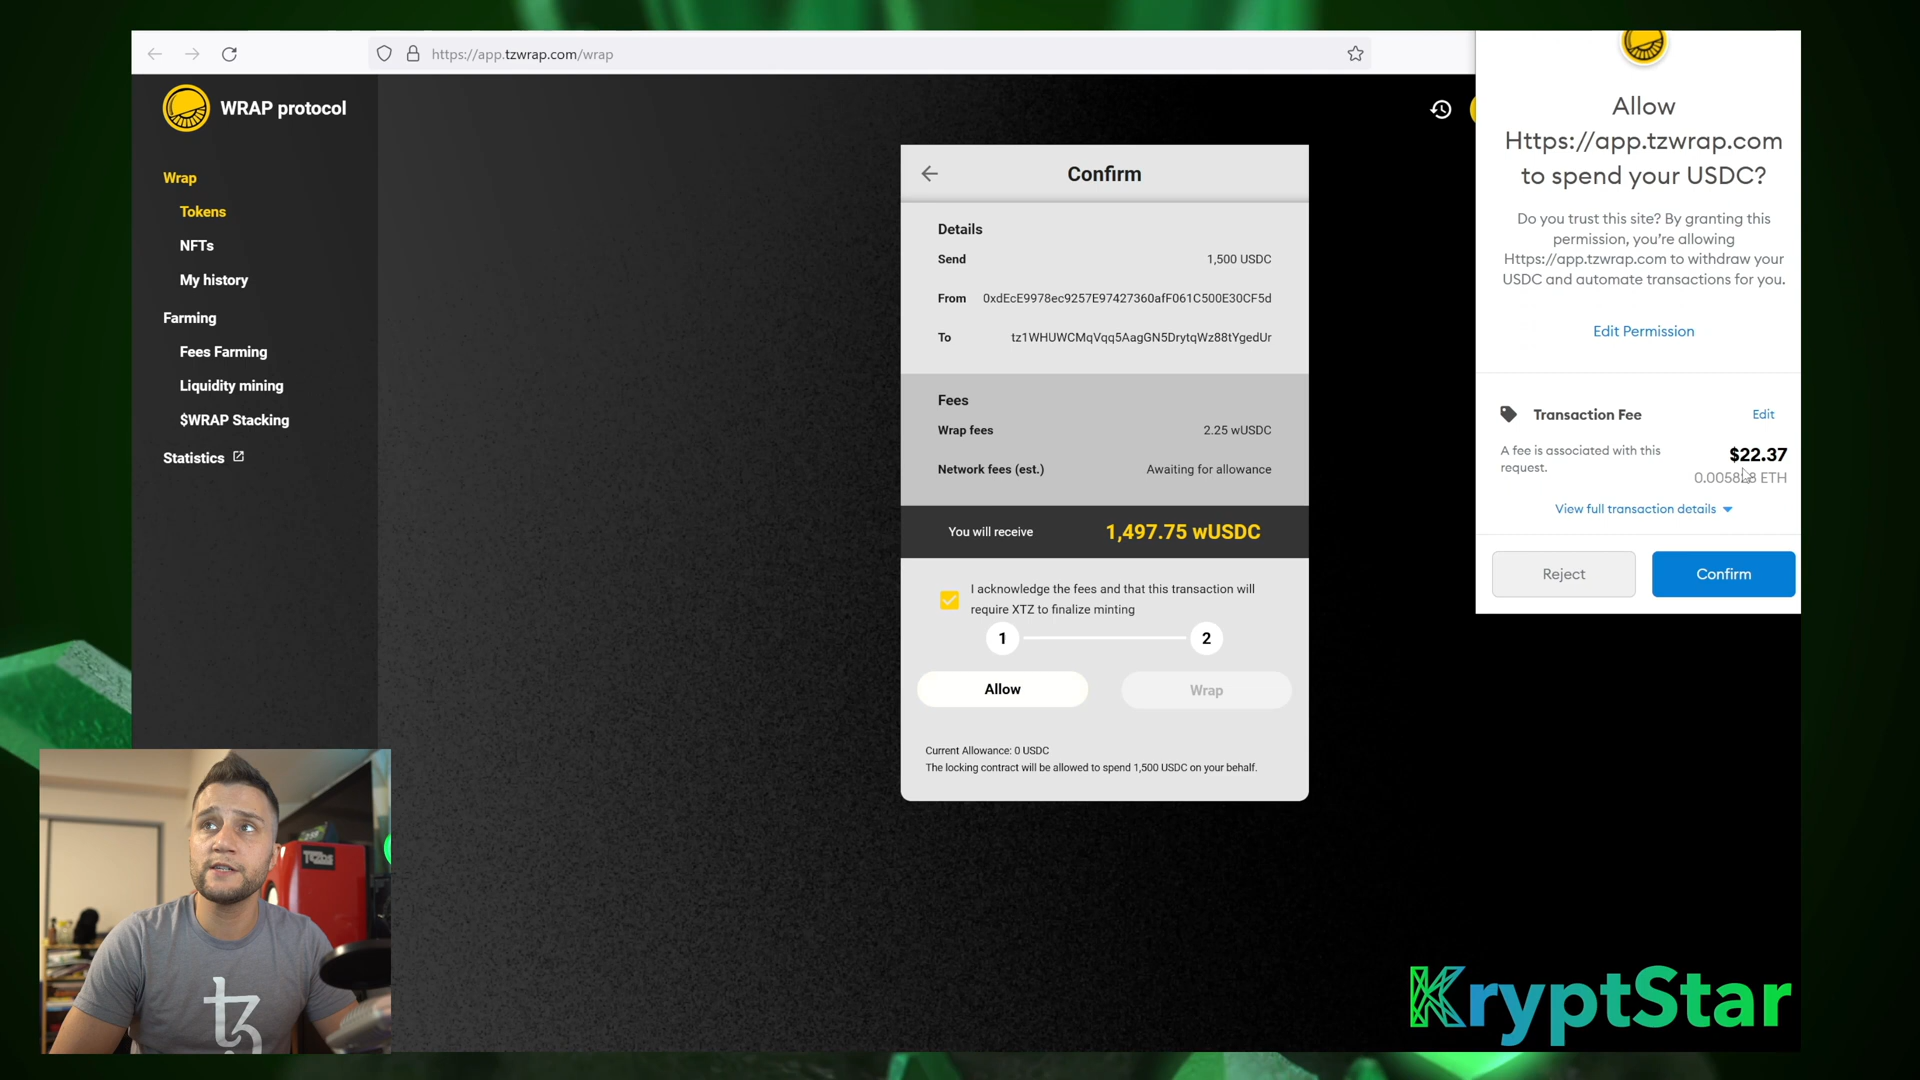 https://app.tzwrap.com/wrap
WRAP protocol
Wrap
Tokens
NFTs
My history
Farming
Fees Farming
Liquidity mining
$WRAP Stacking
Statistics
Confirm
Details
Send 1,500 USDC
From 0xdEcE9978ec9257E97427360afF061C500E30CF5d
To tz1WHUWCMqVqq5AagGN5DrytqWz88tYgedUr
Fees
Wrap fees 2.25 wUSDC
Network fees (est.) Awaiting for allowance
You will receive 1,497.75 wUSDC
I acknowledge the fees and that this transaction will
require XTZ to finalize minting
1 2
Allow Wrap
Current Allowance: 0 USDC
The locking contract will be allowed to spend 1,500 USDC on your behalf.
Allow
Https://app.tzwrap.com
to spend your USDC?
Do you trust this site? By granting this
permission, you're allowing
Https://app.tzwrap.com to withdraw your
USDC and automate transactions for you.
Edit Permission
Transaction Fee Edit
A fee is associated with this
request.
$22.37
ETH
View full transaction details
Reject Confirm
TEZOS
KryptStar